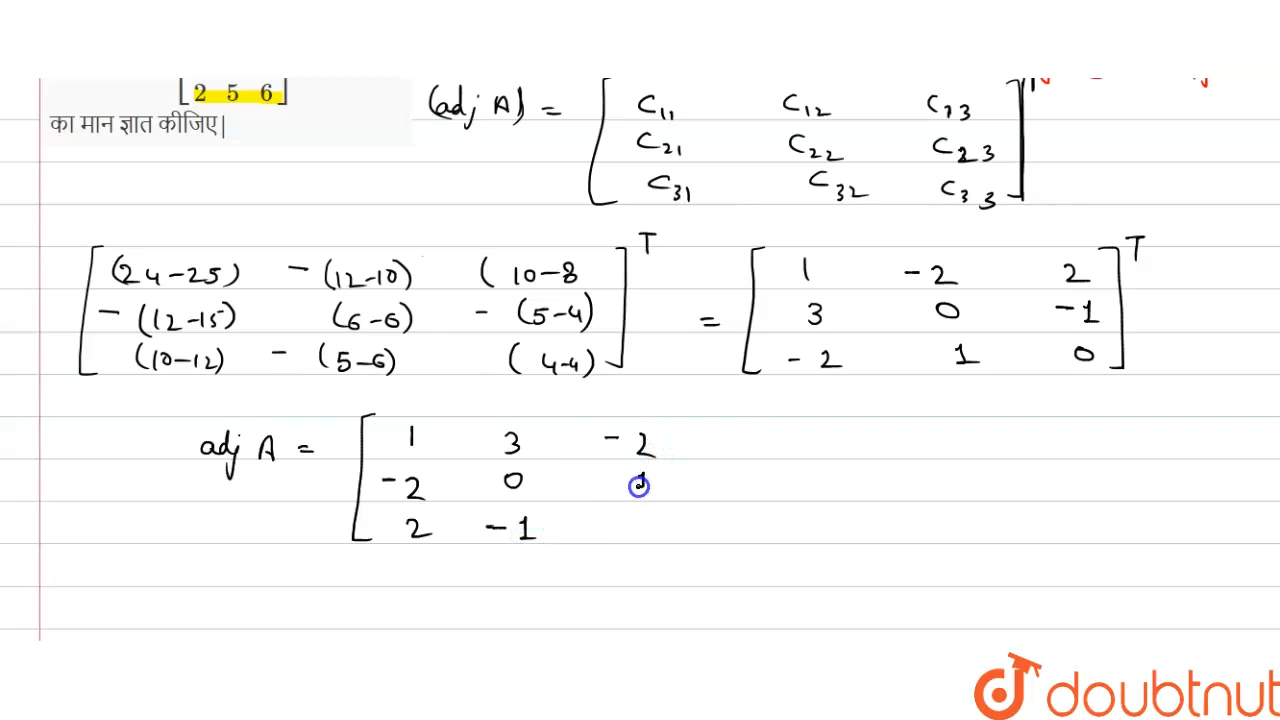 [2 5 6]
का मान ज्ञात कीजिए|
(adj A) = [ C11 C12 C13
C21 C22 C23
C31 C32 C33 ]
[ (24-25) -(12-10) (10-8 ]T = [ 1 -2 2 ]T
-(12-15) (6-6) -(5-4) 3 0 -1
(10-12) -(5-6) (4-4) -2 1 0
adj A = [ 1 3 -2
-2 0 1
2 -1
doubtnut